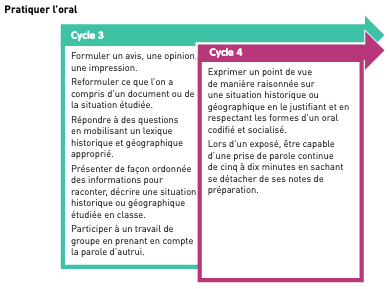 Pratiquer l'oral
Cycle 3
Formuler un avis, une opinion,
une impression.
Reformuler ce que l'on a
compris d'un document ou de
la situation étudiée.
Répondre à des questions
en mobilisant un lexique
historique et géographique
approprié.
Présenter de façon ordonnée
des informations pour
raconter, décrire une situation
historique ou géographique
étudiée en classe.
Participer à un travail de
groupe en prenant en compte
la parole d'autrui.
Cycle 4
Exprimer un point de vue
de manière raisonnée sur
une situation historique ou
géographique en le justifiant et en
respectant les formes d'un oral
codifié et socialisé.
Lors d'un exposé, être capable
d'une prise de parole continue
de cinq à dix minutes en sachant
se détacher de ses notes de
préparation.